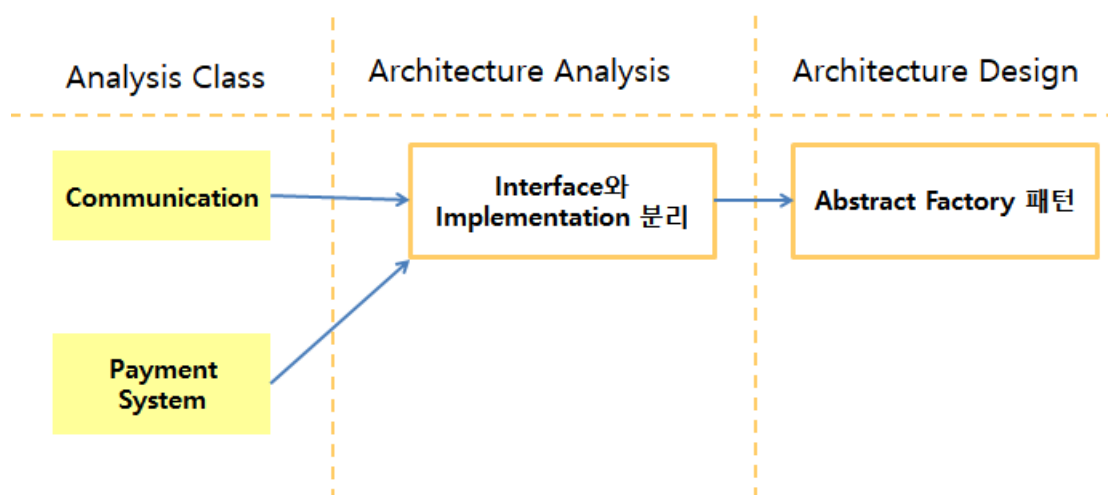 Analysis Class
Architecture Analysis
Architecture Design
Communication
Interface와
Implementation 분리
Abstract Factory 패턴
Payment
System